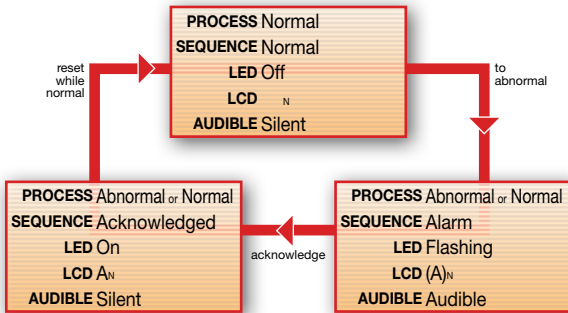 PROCESS Normal
SEQUENCE Normal
LED Off
LCD N
AUDIBLE Silent
reset
while
normal
to
abnormal
PROCESS Abnormal or Normal
SEQUENCE Acknowledged
LED On
LCD AN
AUDIBLE Silent
acknowledge
PROCESS Abnormal or Normal
SEQUENCE Alarm
LED Flashing
LCD (A)N
AUDIBLE Audible